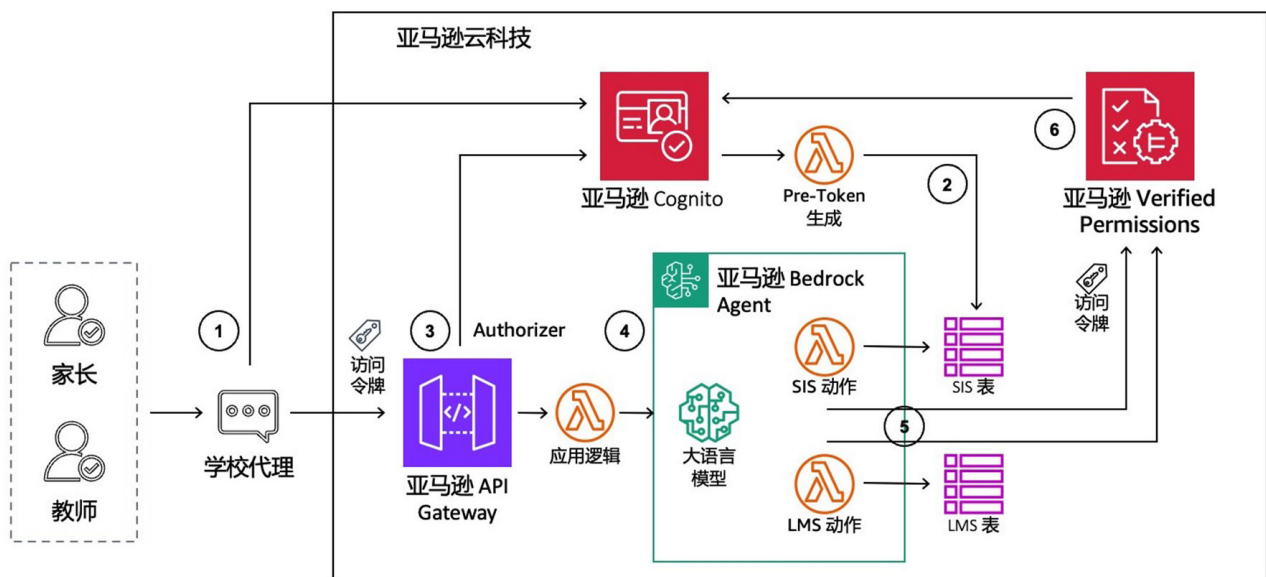 亚马逊云科技
6
亚马逊 Cognito
Pre-Token
生成
2
亚马逊 Verified
Permissions
访问
令牌
家长
教师
1
学校代理
访问
令牌
3
Authorizer
亚马逊 API
Gateway
应用逻辑
4
亚马逊 Bedrock
Agent
大语言
模型
SIS 动作
SIS 表
5
LMS 动作
LMS 表